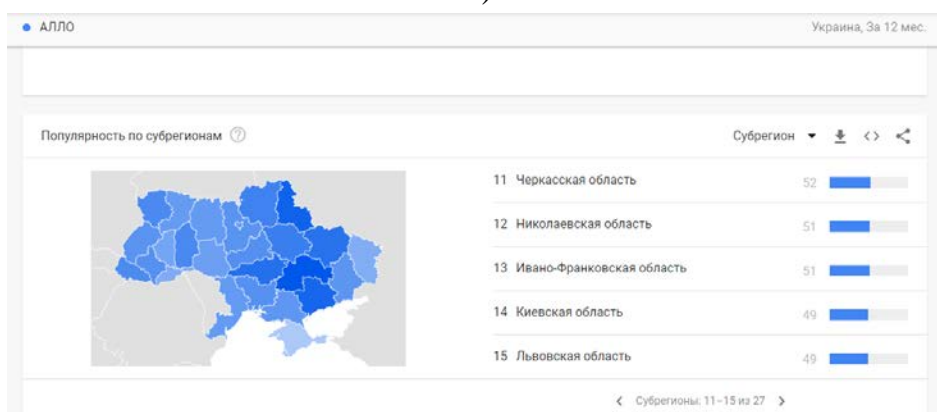 АЛЛО
Украина, За 12 мес.
Популярность по субрегионам ?
Субрегион
11 Черкасская область 52
12 Николаевская область 51
13 Ивано-Франковская область 51
14 Киевская область 49
15 Львовская область 49
Субрегионы: 11–15 из 27